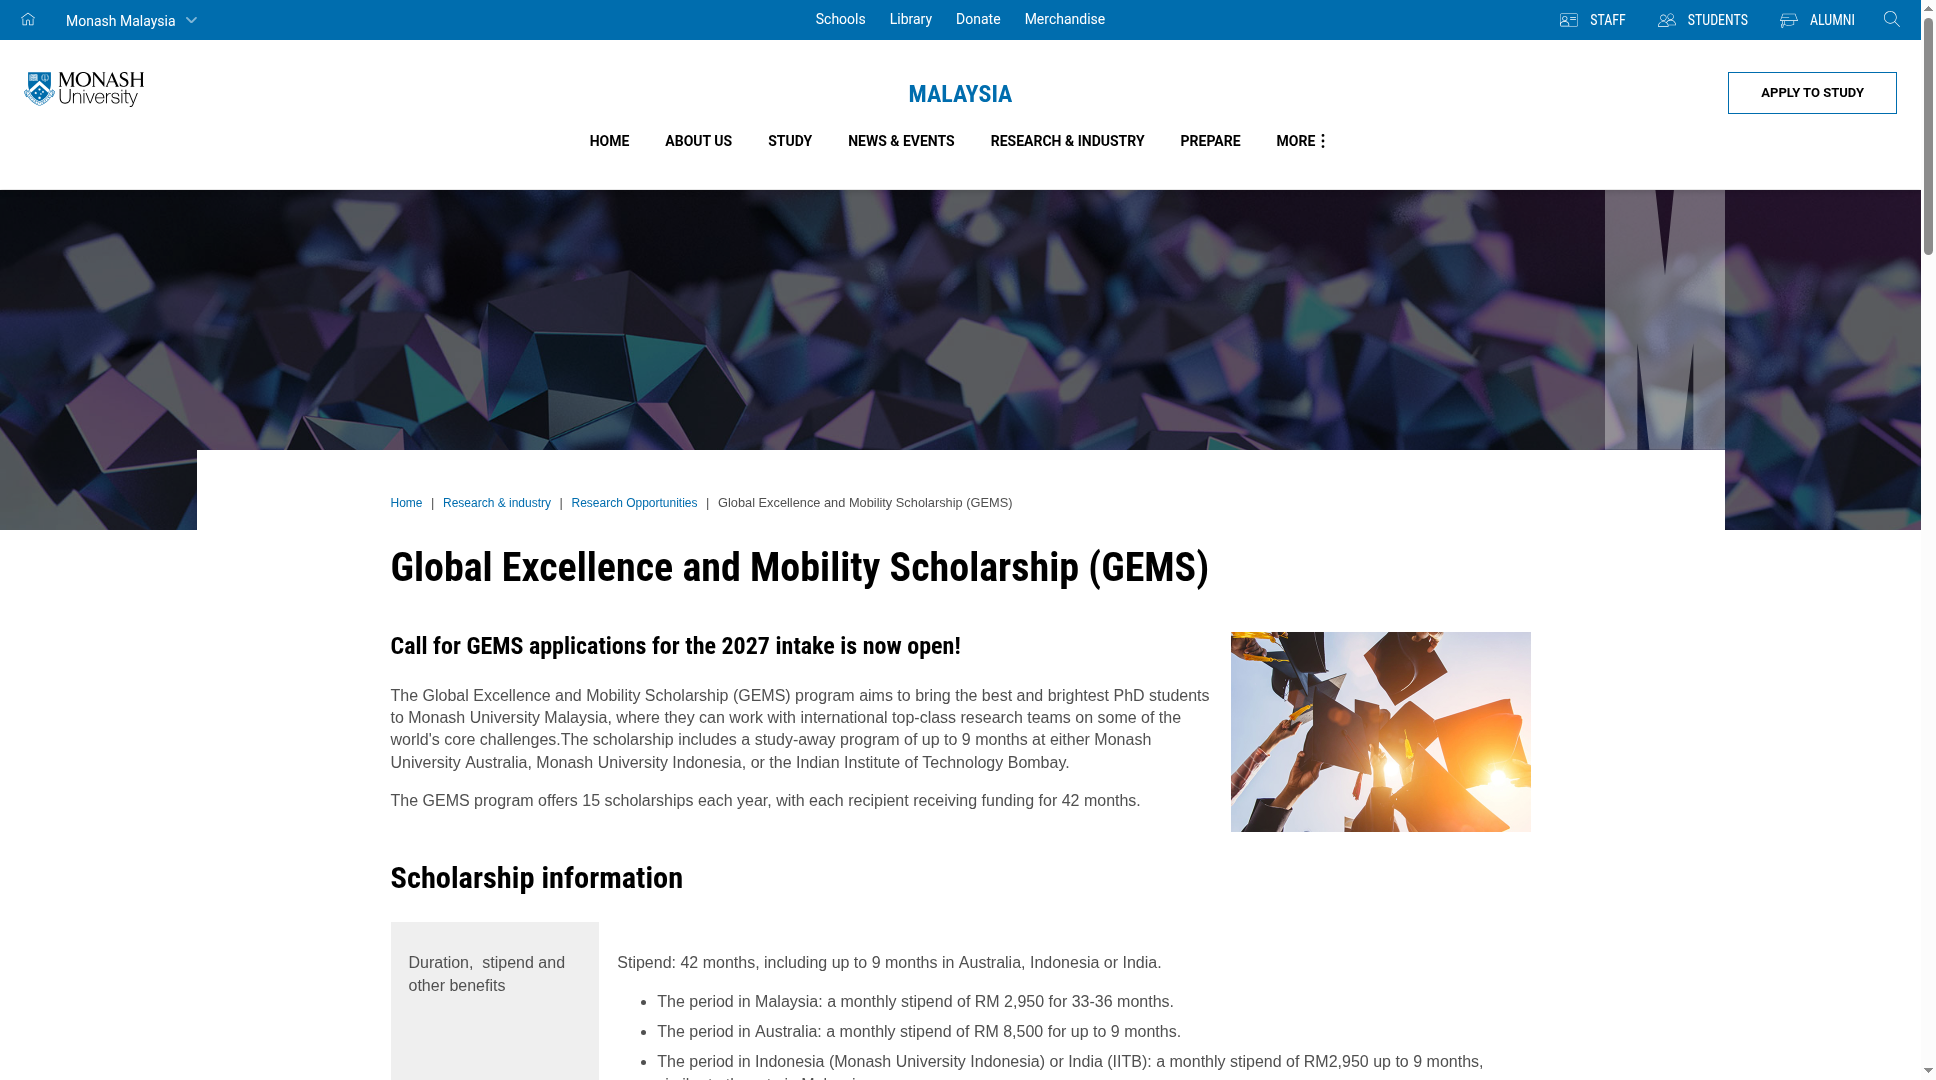 Monash Malaysia
Schools Library Donate Merchandise
STAFF STUDENTS ALUMNI
MONASH University
MALAYSIA
APPLY TO STUDY
HOME ABOUT US STUDY NEWS & EVENTS RESEARCH & INDUSTRY PREPARE MORE
Home | Research & industry | Research Opportunities | Global Excellence and Mobility Scholarship (GEMS)
Global Excellence and Mobility Scholarship (GEMS)
Call for GEMS applications for the 2027 intake is now open!
The Global Excellence and Mobility Scholarship (GEMS) program aims to bring the best and brightest PhD students
to Monash University Malaysia, where they can work with international top-class research teams on some of the
world's core challenges.The scholarship includes a study-away program of up to 9 months at either Monash
University Australia, Monash University Indonesia, or the Indian Institute of Technology Bombay.
The GEMS program offers 15 scholarships each year, with each recipient receiving funding for 42 months.
Scholarship information
Duration, stipend and
other benefits
Stipend: 42 months, including up to 9 months in Australia, Indonesia or India.
• The period in Malaysia: a monthly stipend of RM 2,950 for 33-36 months.
• The period in Australia: a monthly stipend of RM 8,500 for up to 9 months.
• The period in Indonesia (Monash University Indonesia) or India (IITB): a monthly stipend of RM2,950 up to 9 months,